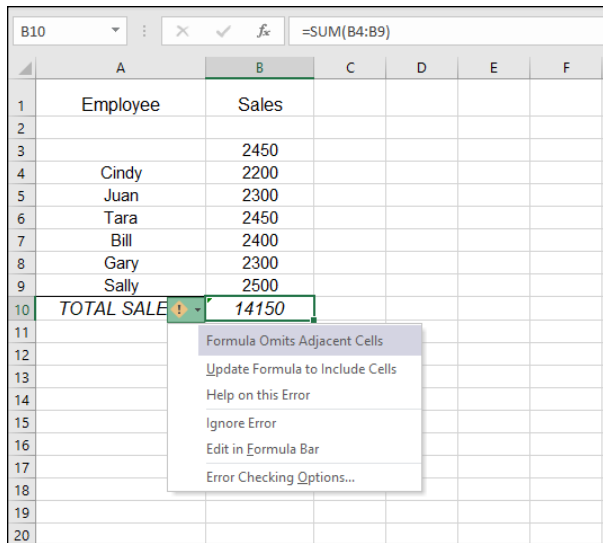 B10 fx =SUM(B4:B9)
A B C D E F
1 Employee Sales
2
3 2450
4 Cindy 2200
5 Juan 2300
6 Tara 2450
7 Bill 2400
8 Gary 2300
9 Sally 2500
10 TOTAL SALE ! 14150
11
Formula Omits Adjacent Cells
12
Update Formula to Include Cells
13
14
Help on this Error
15
Ignore Error
16
Edit in Formula Bar
17
Error Checking Options...
18
19
20